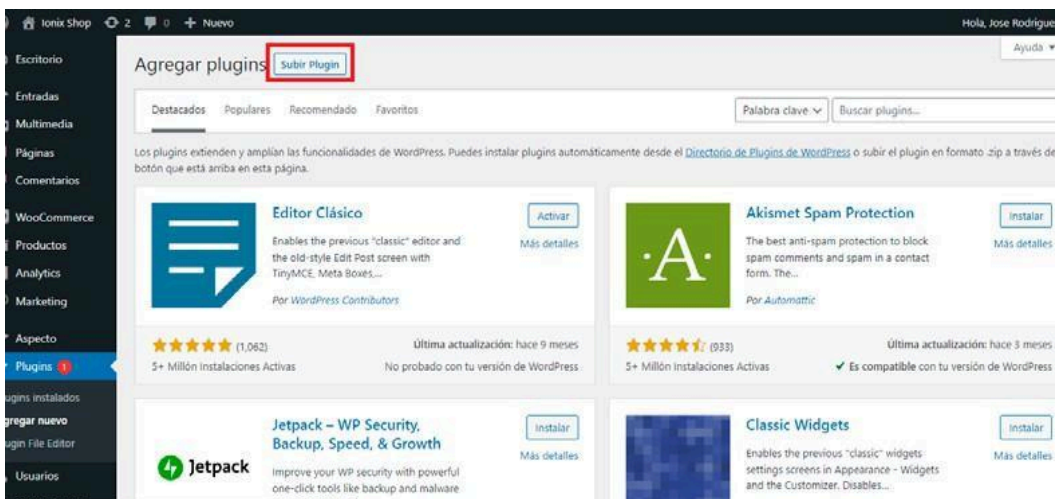 Ionix Shop 2 0 Nuevo Hola, Jose Rodrigue
Ayuda
Escritorio
Entradas
Multimedia
Páginas
Comentarios
WooCommerce
Productos
Analytics
Marketing
Aspecto
Plugins 1
ugins instalados
gregar nuevo
ugin File Editor
Usuarios
Agregar plugins Subir Plugin
Destacados Populares Recomendado Favoritos Palabra clave Buscar plugins...
Los plugins extienden y amplían las funcionalidades de WordPress. Puedes instalar plugins automáticamente desde el Directorio de Plugins de WordPress o subir el plugin en formato .zip a través de
botón que está arriba en esta página.
Editor Clásico
Activar
Más detalles
Enables the previous "classic" editor and
the old-style Edit Post screen with
TinyMCE, Meta Boxes,...
Por WordPress Contributors
(1,062)
Última actualización: hace 9 meses
5+ Millón Instalaciones Activas
No probado con tu versión de WordPress
·A·
Akismet Spam Protection
Instalar
Más detalles
The best anti-spam protection to block
spam comments and spam in a contact
form. The...
Por Automattic
(933)
Última actualización: hace 3 meses
5+ Millón Instalaciones Activas
✔ Es compatible con tu versión de WordPress
Jetpack
Jetpack – WP Security,
Backup, Speed, & Growth
Instalar
Más detalles
Improve your WP security with powerful
one-click tools like backup and malware
Classic Widgets
Instalar
Más detalles
Enables the previous "classic" widgets
settings screens in Appearance - Widgets
and the Customizer. Disables...